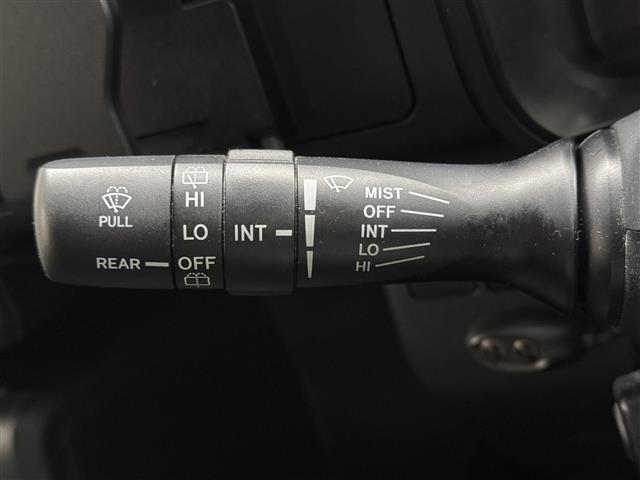 PULL
REAR
HI
LO
OFF
INT
MIST
OFF
INT
LO
HI